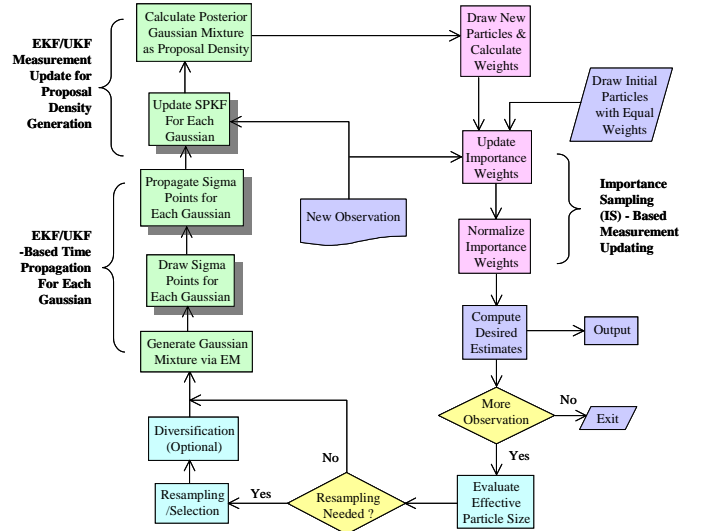 EKF/UKF
Measurement
Update for
Proposal
Density
Generation
Calculate Posterior
Gaussian Mixture
as Proposal Density
Draw New
Particles &
Calculate
Weights
Draw Initial
Particles
with Equal
Weights
Update SPKF
For Each
Gaussian
Update
Importance
Weights
Propagate Sigma
Points for
Each Gaussian
New Observation
Importance
Sampling
(IS) - Based
Measurement
Updating
EKF/UKF
-Based Time
Propagation
For Each
Gaussian
Normalize
Importance
Weights
Draw Sigma
Points for
Each Gaussian
Compute
Desired
Estimates
Output
Generate Gaussian
Mixture via EM
More
Observation
No
Exit
Yes
Diversification
(Optional)
No
Resampling
/Selection
Yes
Resampling
Needed ?
Evaluate
Effective
Particle Size